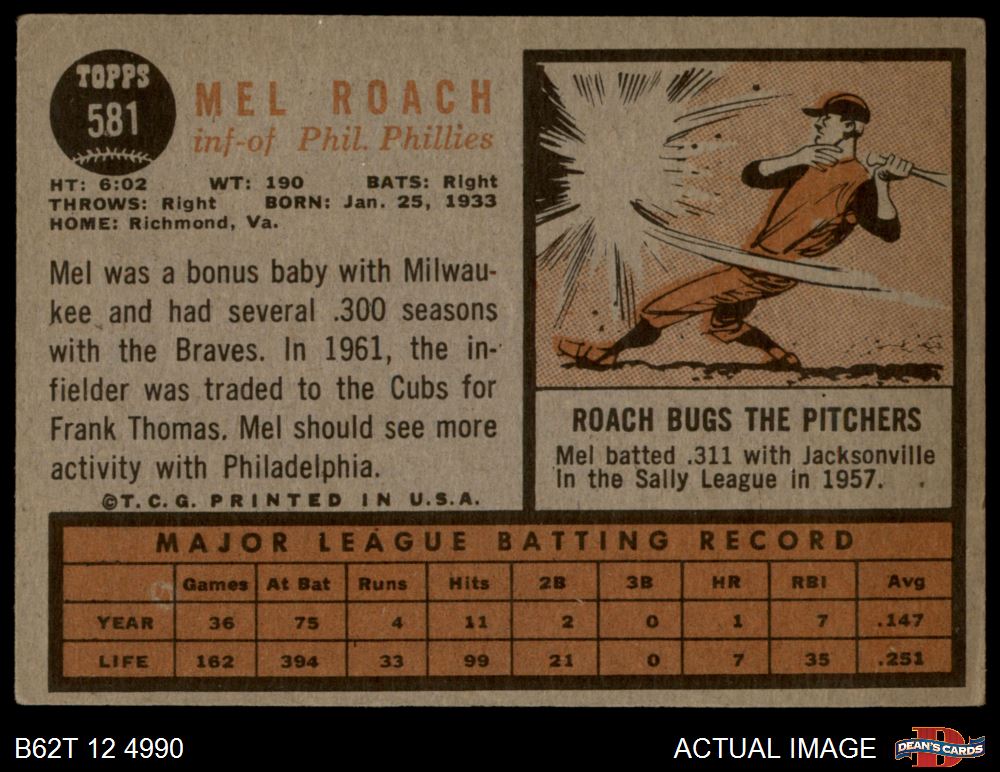 TOPPS
581
MEL ROACH
inf-of Phil. Phillies
HT: 6:02 WT: 190 BATS: Right
THROWS: Right BORN: Jan. 25, 1933
HOME: Richmond, Va.
Mel was a bonus baby with Milwau-
kee and had several .300 seasons
with the Braves. In 1961, the in-
fielder was traded to the Cubs for
Frank Thomas. Mel should see more
activity with Philadelphia.
©T.C.G. PRINTED IN U.S.A.
ROACH BUGS THE PITCHERS
Mel batted .311 with Jacksonville
in the Sally League in 1957.
MAJOR LEAGUE BATTING RECORD
Games At Bat Runs Hits 2B 3B HR RBI Avg
YEAR 36 75 4 11 2 0 1 7 .147
LIFE 162 394 33 99 21 0 7 35 .251
B62T 12 4990
ACTUAL IMAGE
D
DEAN'S CARDS